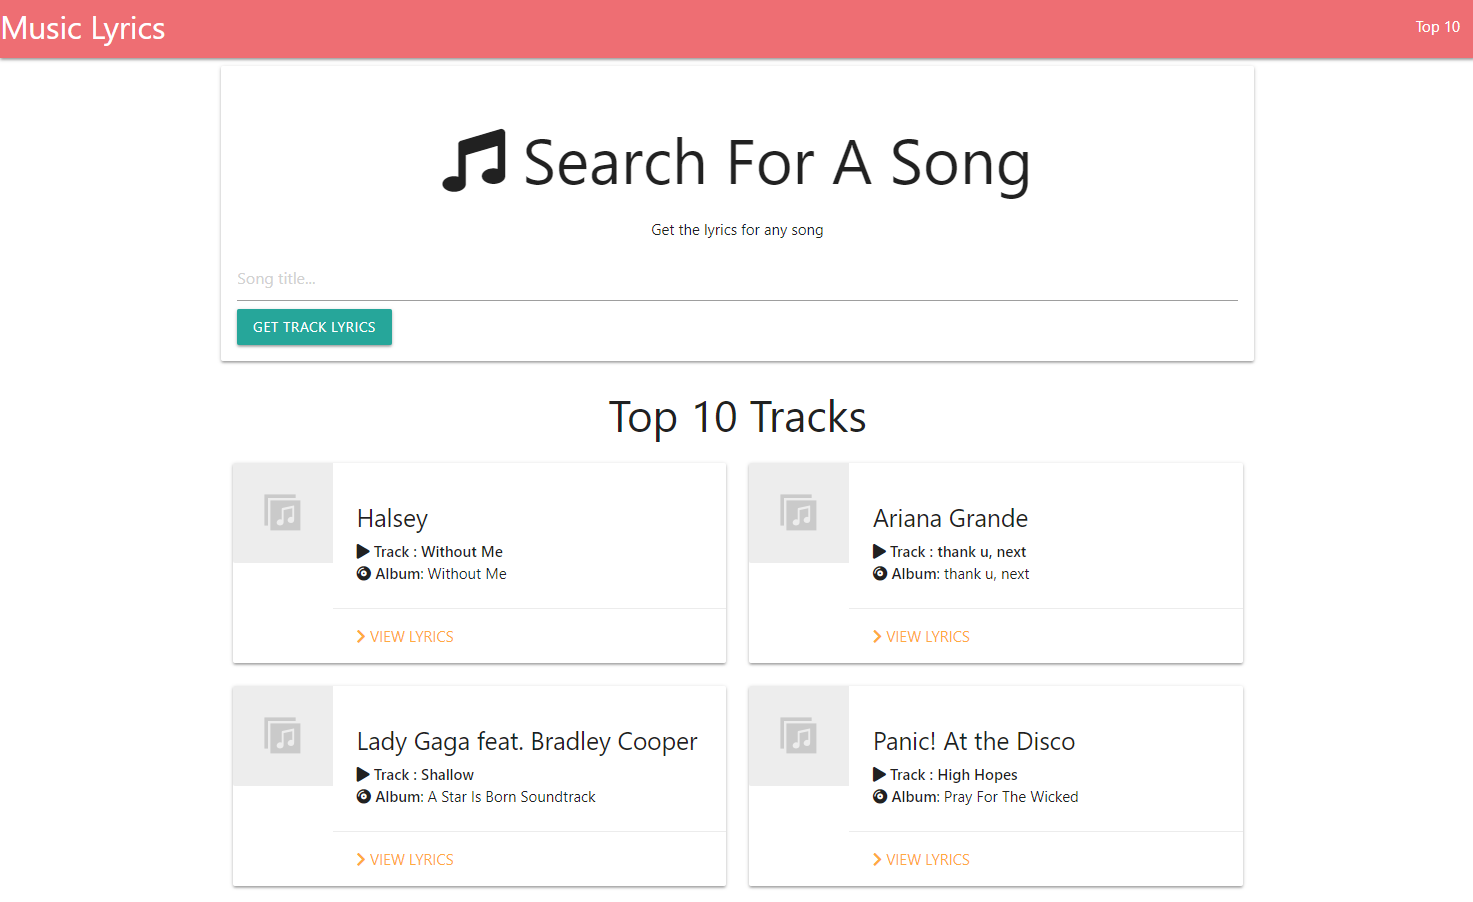 Music Lyrics
Top 10
Search For A Song
Get the lyrics for any song
Song title...
GET TRACK LYRICS
Top 10 Tracks
Halsey
Track : Without Me
Album: Without Me
VIEW LYRICS
Ariana Grande
Track : thank u, next
Album: thank u, next
VIEW LYRICS
Lady Gaga feat. Bradley Cooper
Track : Shallow
Album: A Star Is Born Soundtrack
VIEW LYRICS
Panic! At the Disco
Track : High Hopes
Album: Pray For The Wicked
VIEW LYRICS